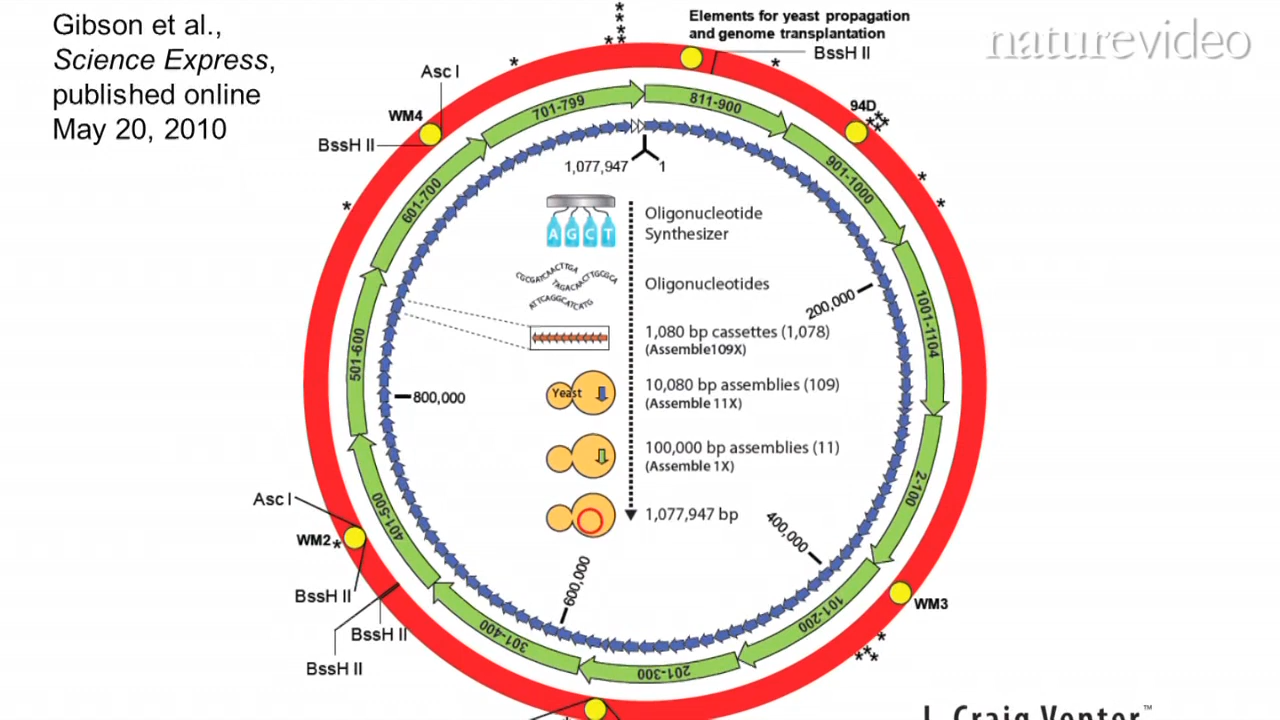 Gibson et al.,
Science Express,
published online
May 20, 2010
naturevideo
Elements for yeast propagation
and genome transplantation
BssH II
*
*
*
**
*
*
Asc I
WM4
BssH II
*
94D
***
*
*
*
701-799
811-900
601-700
901-1000
1,077,947
1
A G C T
Oligonucleotide
Synthesizer
CGCGATCAACTTGA
TAGACAACTTGCGCA
ATTCAGGCATCATG
Oligonucleotides
200,000
1001-1104
501-600
1,080 bp cassettes (1,078)
(Assemble109X)
Yeast
10,080 bp assemblies (109)
(Assemble 11X)
800,000
100,000 bp assemblies (11)
(Assemble 1X)
2-100
401-500
Asc I
WM2*
BssH II
1,077,947 bp
400,000
600,000
BssH II
BssH II
301-400
201-300
101-200
WM3
*
***
J. Craig Venter™